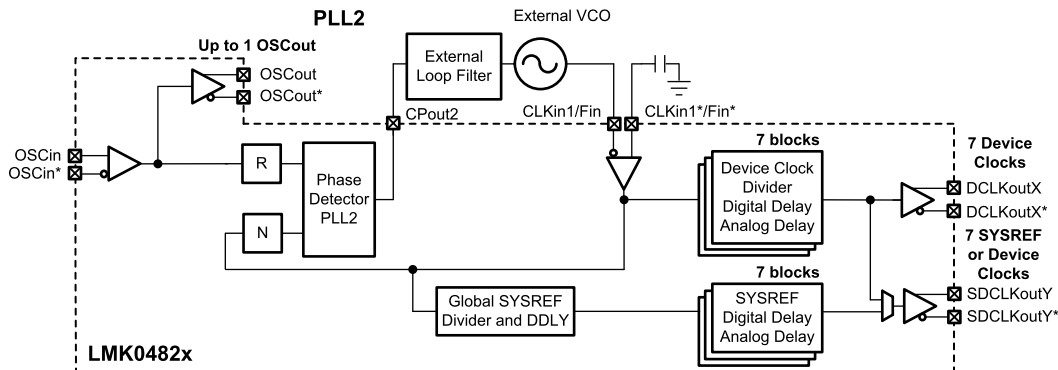 PLL2
External VCO
Up to 1 OSCout
External
Loop Filter
OSCout
OSCout*
CPout2
CLKin1/Fin
CLKin1*/Fin*
OSCin
OSCin*
R
N
Phase
Detector
PLL2
7 blocks
Device Clock
Divider
Digital Delay
Analog Delay
7 Device
Clocks
DCLKoutX
DCLKoutX*
7 SYSREF
or Device
Clocks
7 blocks
Global SYSREF
Divider and DDLY
SYSREF
Digital Delay
Analog Delay
SDCLKoutY
SDCLKoutY*
LMK0482x